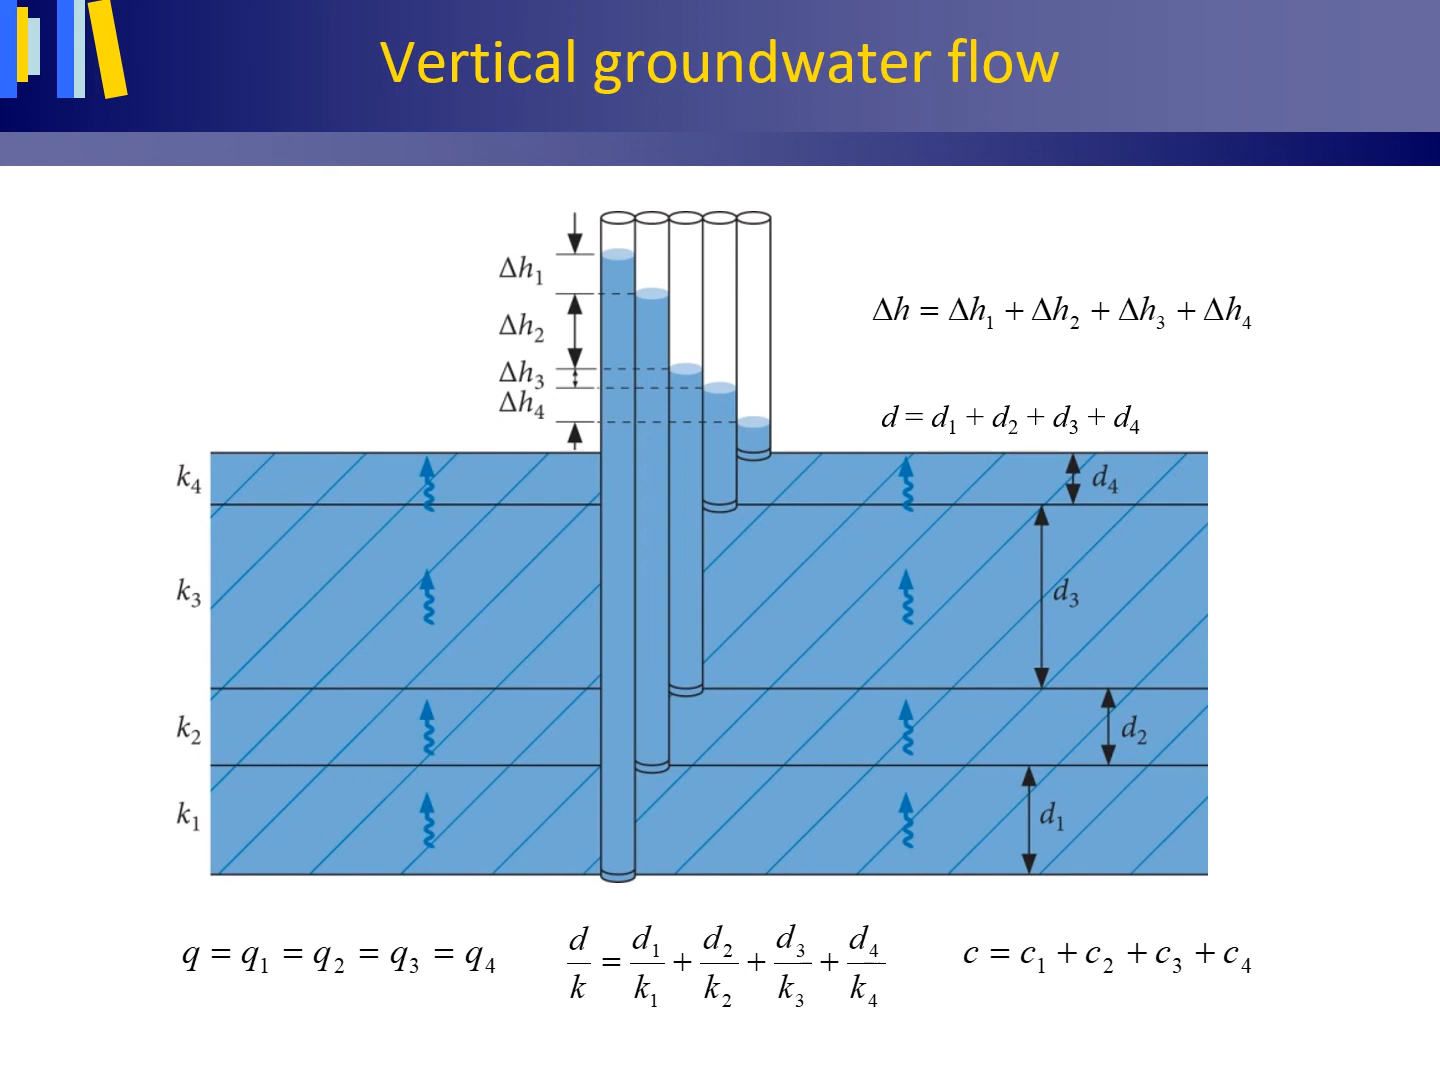 Vertical groundwater flow
Δh₁
Δh₂
Δh₃
Δh₄
Δh = Δh₁ + Δh₂ + Δh₃ + Δh₄
d = d₁ + d₂ + d₃ + d₄
k₄
d₄
k₃
d₃
k₂
d₂
k₁
d₁
q = q₁ = q₂ = q₃ = q₄
d/k = d₁/k₁ + d₂/k₂ + d₃/k₃ + d₄/k₄
c = c₁ + c₂ + c₃ + c₄